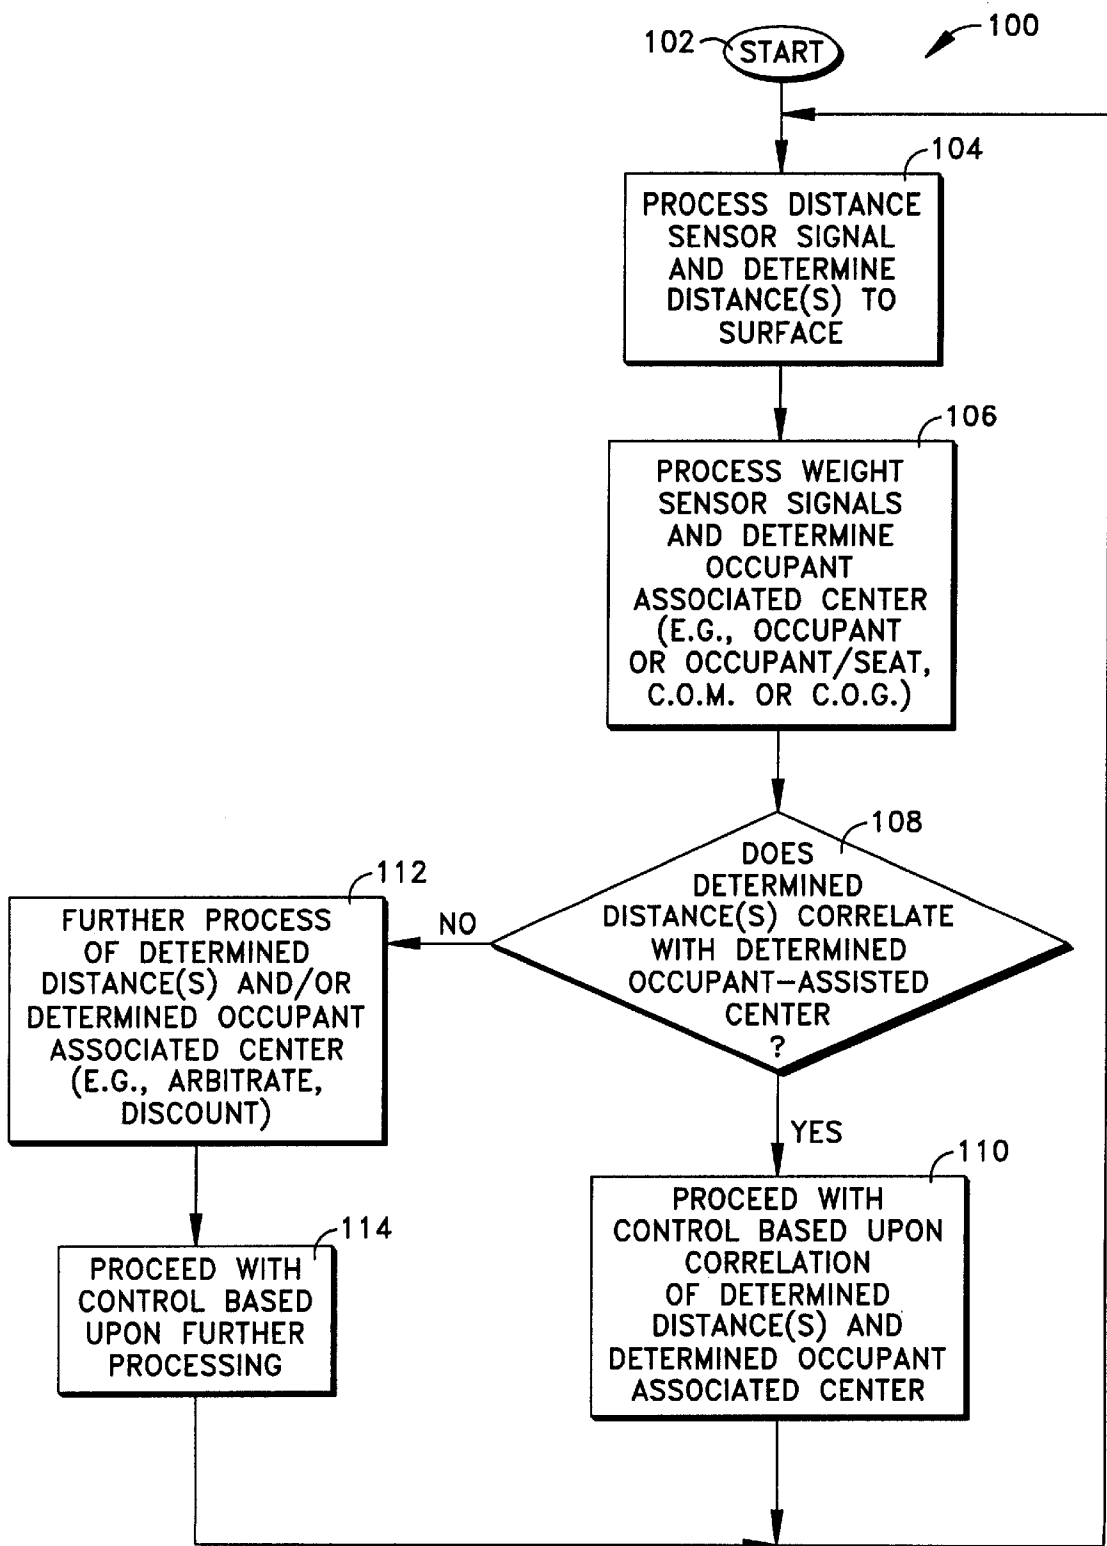 100
102
START
104
PROCESS DISTANCE
SENSOR SIGNAL
AND DETERMINE
DISTANCE(S) TO
SURFACE
106
PROCESS WEIGHT
SENSOR SIGNALS
AND DETERMINE
OCCUPANT
ASSOCIATED CENTER
(E.G., OCCUPANT
OR OCCUPANT/SEAT,
C.O.M. OR C.O.G.)
108
DOES
DETERMINED
DISTANCE(S) CORRELATE
WITH DETERMINED
OCCUPANT-ASSISTED
CENTER
?
NO
112
FURTHER PROCESS
OF DETERMINED
DISTANCE(S) AND/OR
DETERMINED OCCUPANT
ASSOCIATED CENTER
(E.G., ARBITRATE,
DISCOUNT)
YES
110
PROCEED WITH
CONTROL BASED UPON
CORRELATION
OF DETERMINED
DISTANCE(S) AND
DETERMINED OCCUPANT
ASSOCIATED CENTER
114
PROCEED WITH
CONTROL BASED
UPON FURTHER
PROCESSING